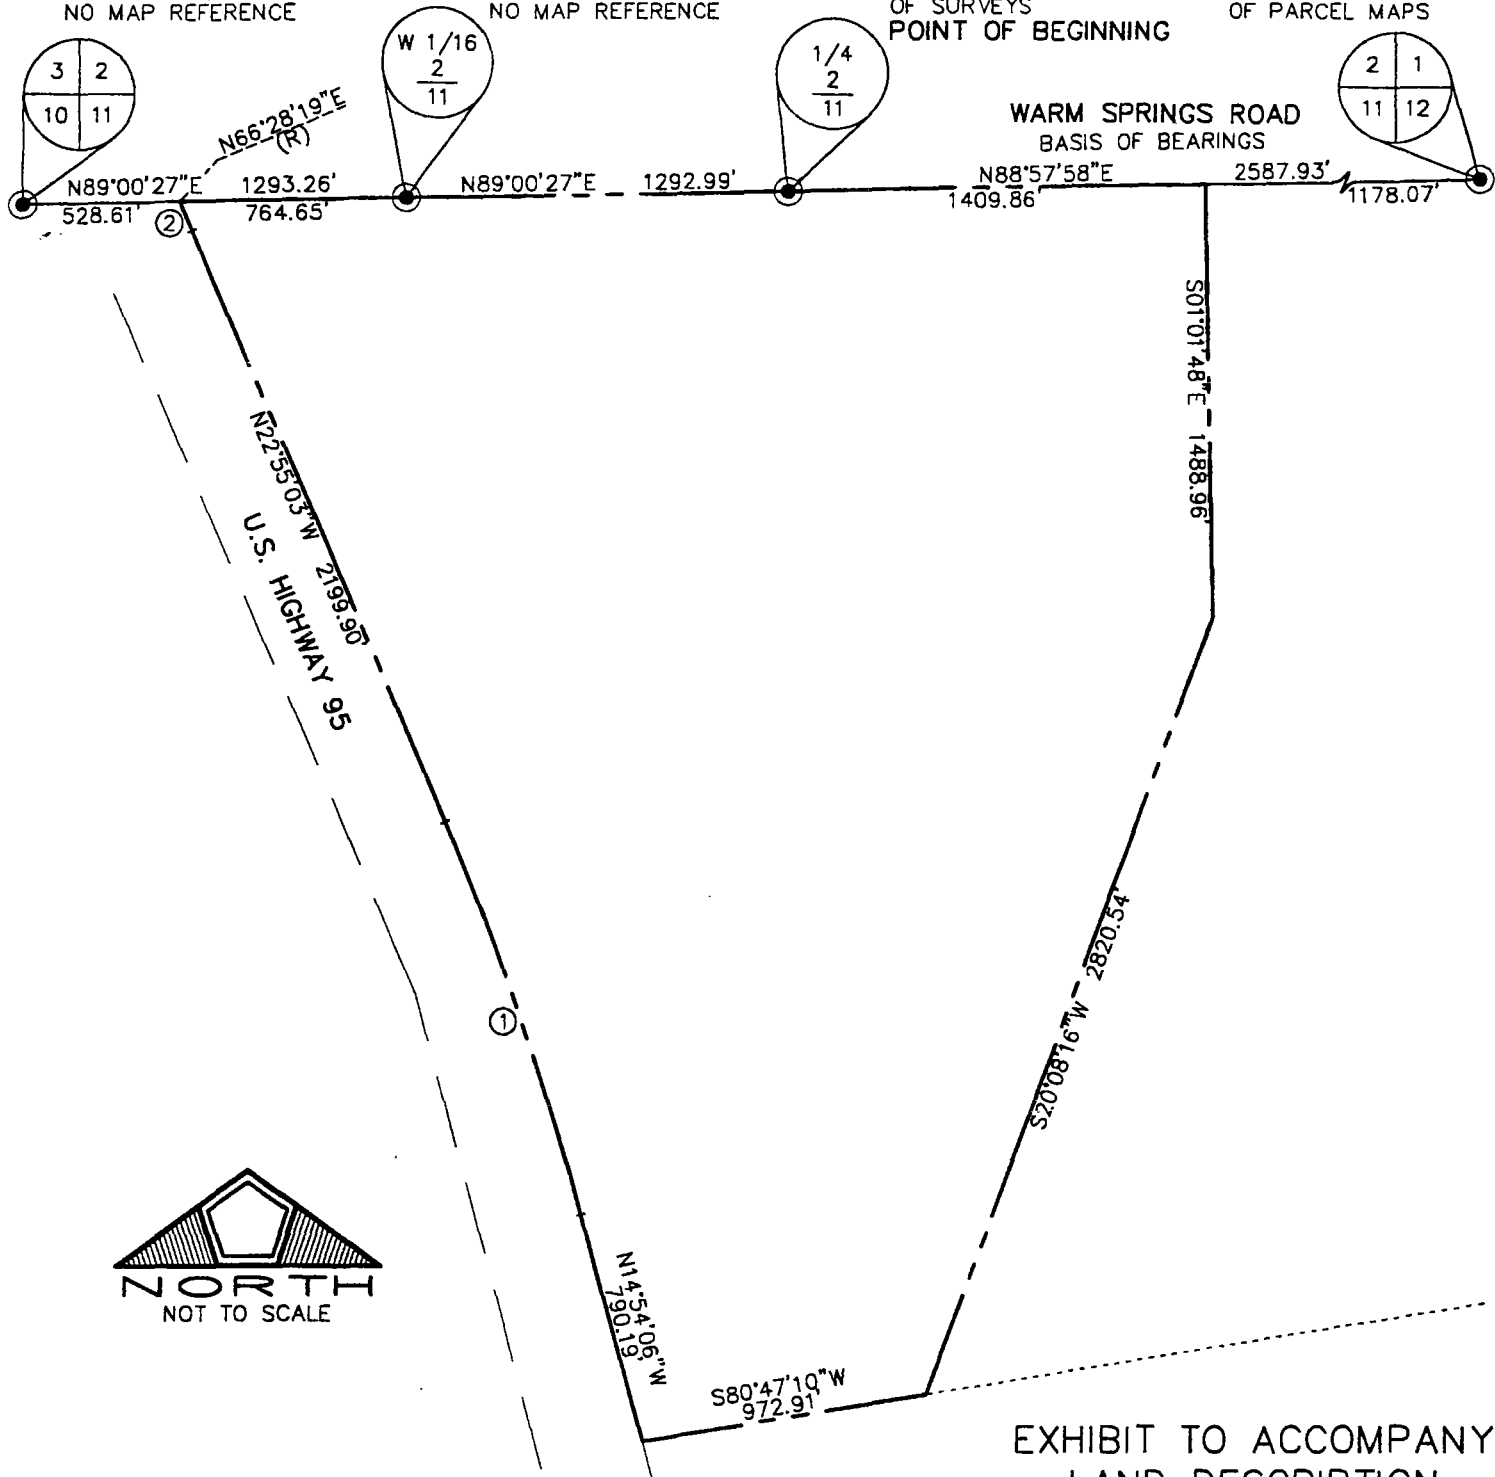 NO MAP REFERENCE
NO MAP REFERENCE
OF SURVEYS
POINT OF BEGINNING
OF PARCEL MAPS
3 2
10 11
W 1/16
2
11
1/4
2
11
2 1
11 12
N66°28'19"E
(R)
WARM SPRINGS ROAD
BASIS OF BEARINGS
N89°00'27"E 1293.26'
528.61' 764.65'
N89°00'27"E 1292.99'
N88°57'58"E 2587.93'
1409.86' 1178.07'
2
S01°01'48"E 1488.96'
N22°55'03"W 2199.90'
U.S. HIGHWAY 95
S20°08'16"W 2820.54'
1
NORTH
NOT TO SCALE
N14°54'06"W
790.19'
S80°47'10"W
972.91'
EXHIBIT TO ACCOMPANY
LAND DESCRIPTION